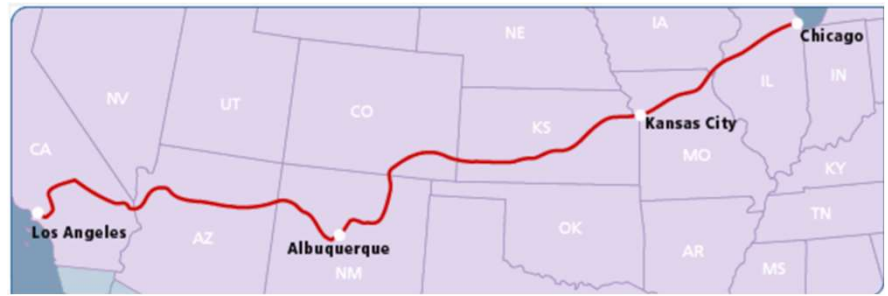 NE
IA
Chicago
NV
UT
CO
IL
IN
KS
Kansas City
CA
MO
KY
Los Angeles
AZ
Albuquerque
NM
OK
TN
AR
MS